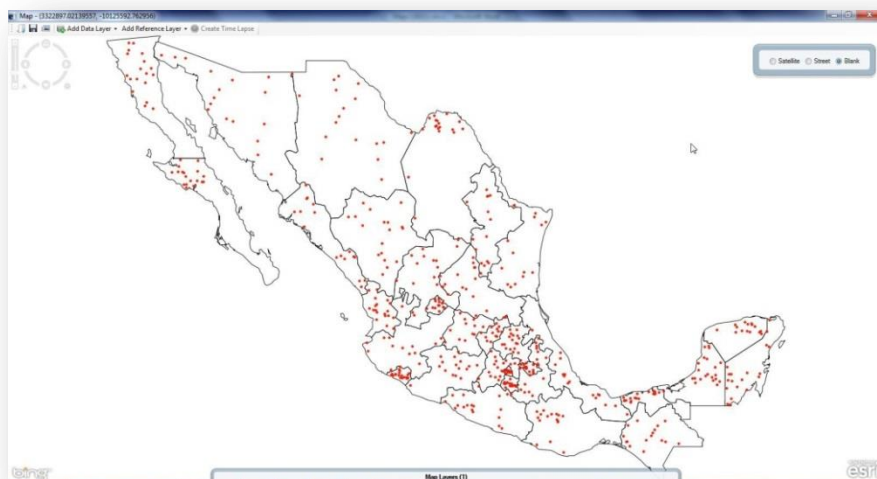 Map - (3322897.02139557, -10125592.762956)
Add Data Layer Add Reference Layer Create Time Lapse
Satellite Street Blank
bing
esri
Map Layers (1)